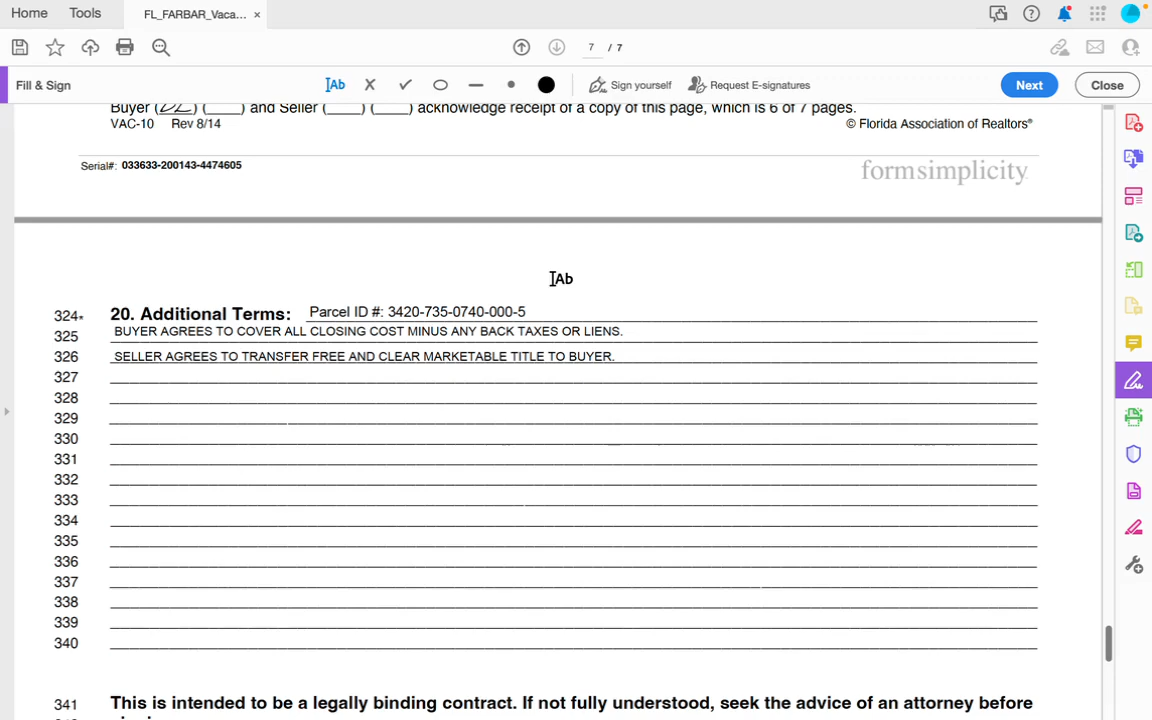 Home Tools FL_FARBAR_Vaca... ×
7 / 7
Fill & Sign Ab Sign yourself Request E-signatures Next Close
Buyer (____) (____) and Seller (____) (____) acknowledge receipt of a copy of this page, which is 6 of 7 pages.
VAC-10 Rev 8/14 © Florida Association of Realtors®
Serial#: 033633-200143-4474605 formsimplicity
Ab
324* 20. Additional Terms: Parcel ID #: 3420-735-0740-000-5
325 BUYER AGREES TO COVER ALL CLOSING COST MINUS ANY BACK TAXES OR LIENS.
326 SELLER AGREES TO TRANSFER FREE AND CLEAR MARKETABLE TITLE TO BUYER.
327
328
329
330
331
332
333
334
335
336
337
338
339
340
341 This is intended to be a legally binding contract. If not fully understood, seek the advice of an attorney before